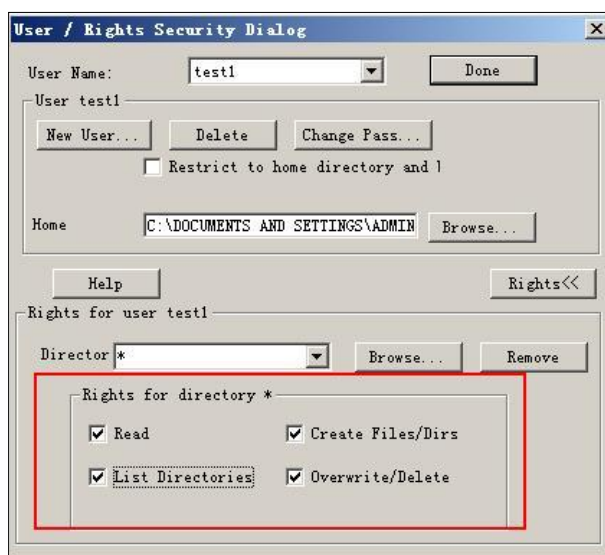 User / Rights Security Dialog
User Name: test1 Done
User test1
New User... Delete Change Pass...
Restrict to home directory and l
Home C:\DOCUMENTS AND SETTINGS\ADMIN Browse...
Help Rights<<
Rights for user test1
Director * Browse... Remove
Rights for directory *
Read Create Files/Dirs
List Directories Overwrite/Delete